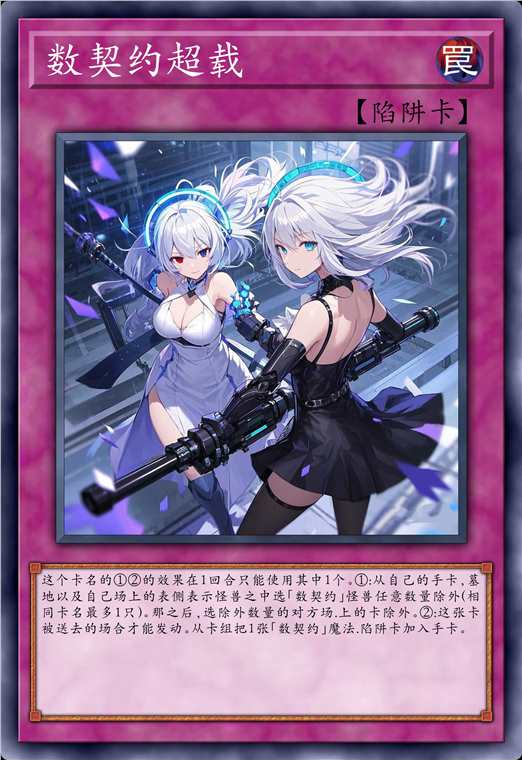 数契约超载
罠
【陷阱卡】
这个卡名的①②的效果在1回合只能使用其中1个。①:从自己的手卡,墓
地以及自己场上的表侧表示怪兽之中选「数契约」怪兽任意数量除外(相
同卡名最多1只)。那之后,选除外数量的对方场.上的卡除外。②:这张卡
被送去的场合才能发动。从卡组把1张「数契约」魔法.陷阱卡加入手卡。